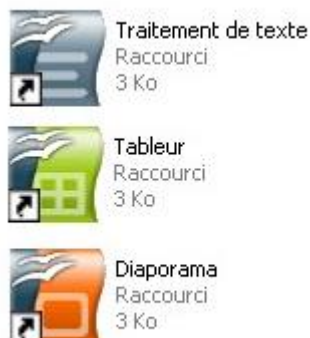 Traitement de texte
Raccourci
3 Ko
Tableur
Raccourci
3 Ko
Diaporama
Raccourci
3 Ko